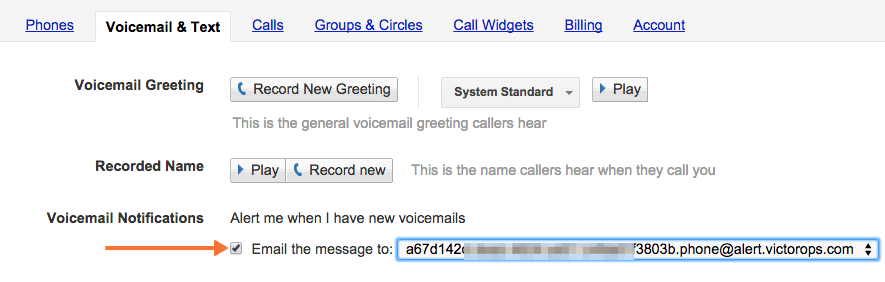 Phones Voicemail & Text Calls Groups & Circles Call Widgets Billing Account
Voicemail Greeting Record New Greeting System Standard Play
This is the general voicemail greeting callers hear
Recorded Name Play Record new This is the name callers hear when they call you
Voicemail Notifications Alert me when I have new voicemails
Email the message to: a67d142 f3803b.phone@alert.victorops.com